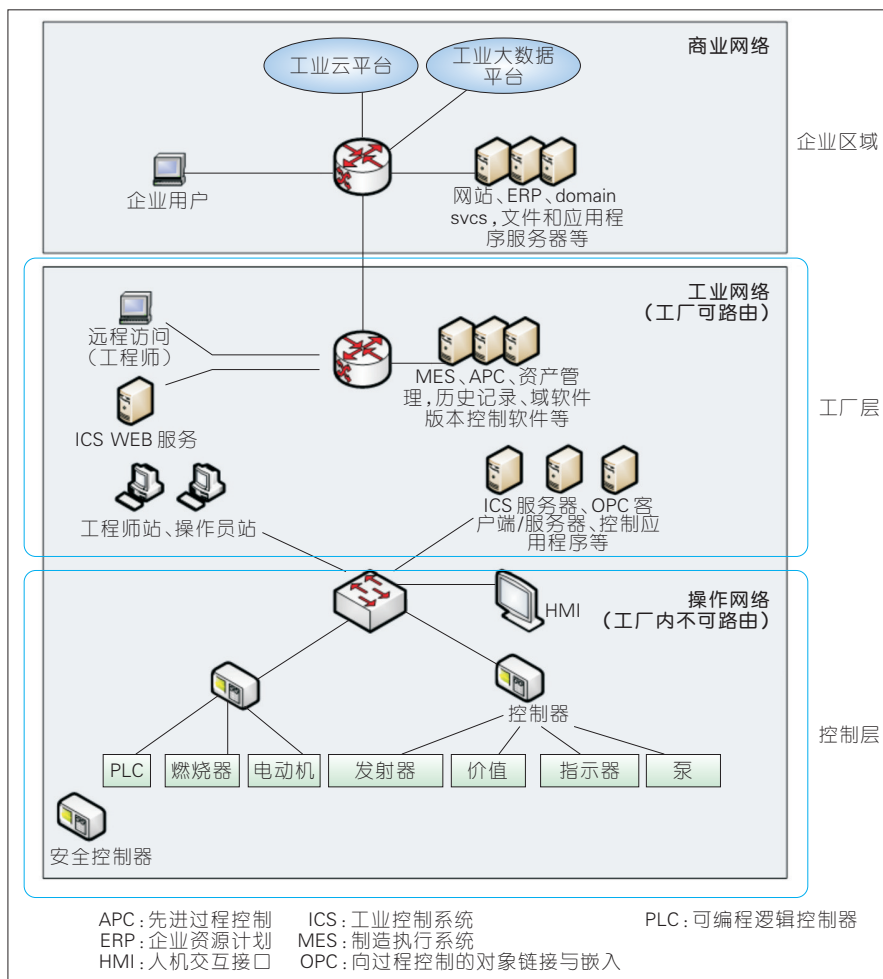 商业网络
工业云平台
工业大数据
平台
企业区域
企业用户
网站、ERP、domain
svcs,文件和应用程
序服务器等
工业网络
(工厂可路由)
远程访问
(工程师)
MES、APC、资产管
理,历史记录、域软件
版本控制软件等
工厂层
ICS WEB 服务
工程师站、操作员站
ICS 服务器、OPC 客
户端/服务器、控制应
用程序等
操作网络
(工厂内不可路由)
HMI
控制器
控制层
PLC
燃烧器
电动机
发射器
价值
指示器
泵
安全控制器
APC:先进过程控制 ICS:工业控制系统 PLC:可编程逻辑控制器
ERP:企业资源计划 MES:制造执行系统
HMI:人机交互接口 OPC:向过程控制的对象链接与嵌入